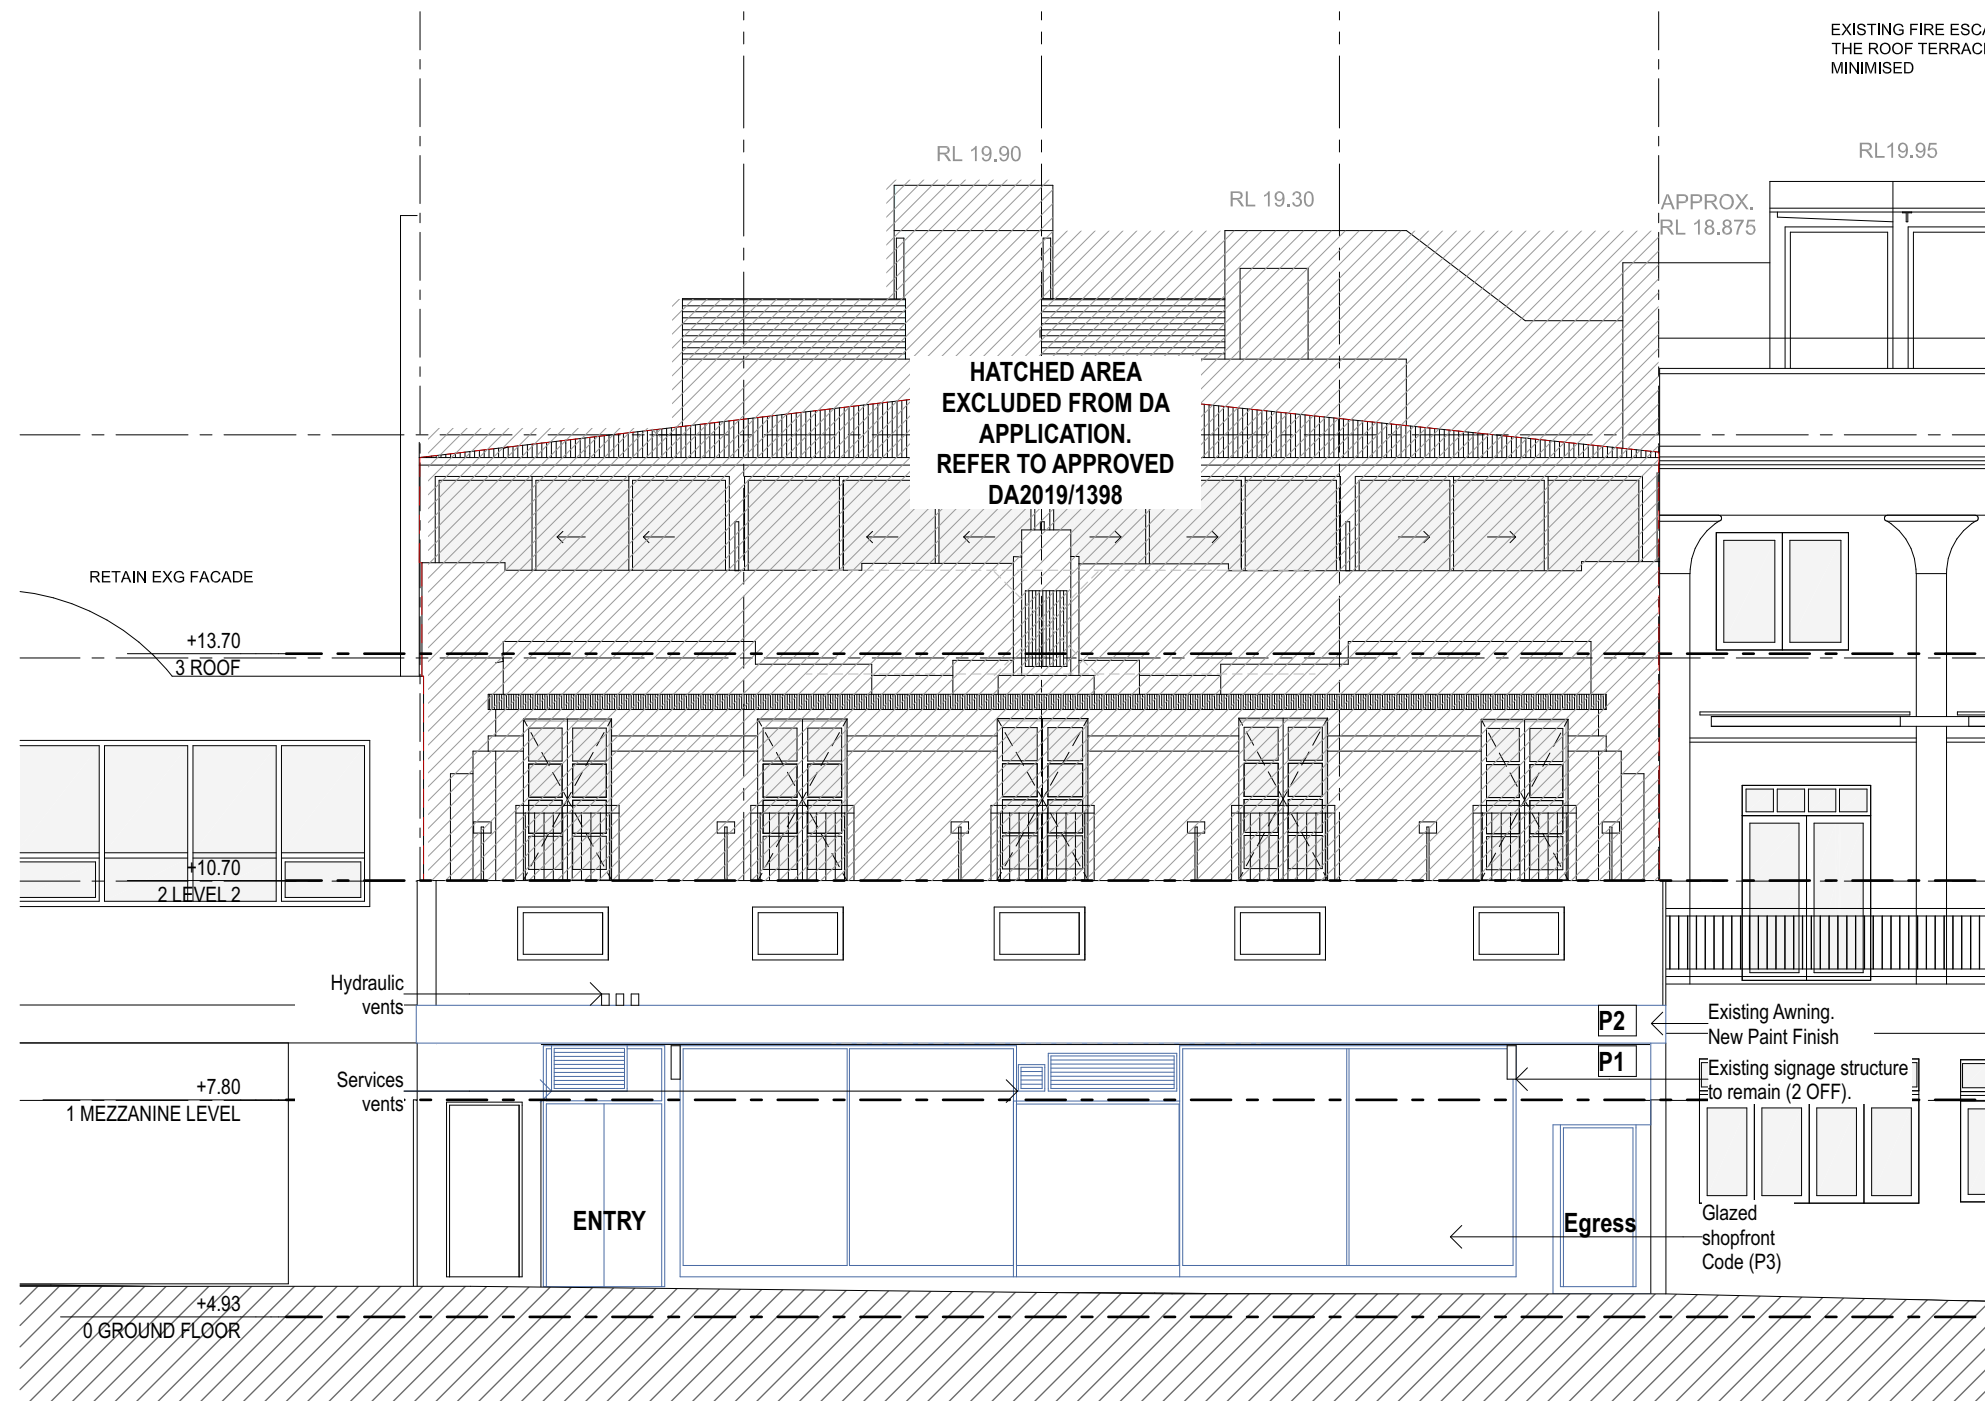 EXISTING FIRE ESCA
THE ROOF TERRAC
MINIMISED
RL 19.90
RL19.95
RL 19.30
APPROX.
RL 18.875
HATCHED AREA
EXCLUDED FROM DA
APPLICATION.
REFER TO APPROVED
DA2019/1398
RETAIN EXG FACADE
+13.70
3 ROOF
+10.70
2 LEVEL 2
Hydraulic
vents
P2
Existing Awning.
New Paint Finish
P1
Existing signage structure
to remain (2 OFF).
Services
vents
+7.80
1 MEZZANINE LEVEL
ENTRY
Egress
Glazed
shopfront
Code (P3)
+4.93
0 GROUND FLOOR